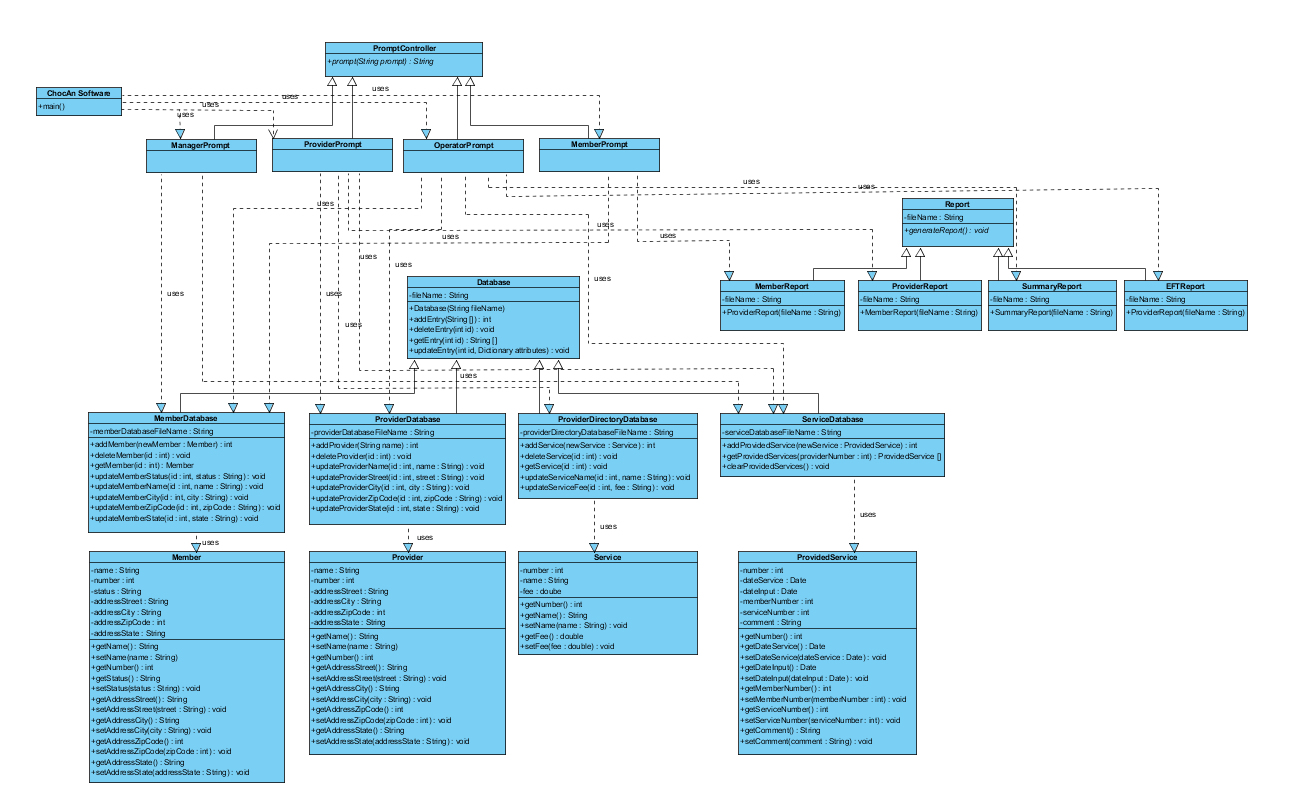 PromptController
+prompt(String prompt) : String
ChocAn Software
+main()
uses
uses
uses
uses
ManagerPrompt
ProviderPrompt
OperatorPrompt
MemberPrompt
uses
uses
Report
-fileName : String
+generateReport() : void
uses
uses
uses
uses
uses
uses
uses
uses
uses
uses
uses
Database
-fileName : String
+Database(String fileName)
+addEntry(String []) : int
+deleteEntry(int id) : void
+getEntry(int id) : String []
+updateEntry(int id, Dictionary attributes) : void
MemberReport
-fileName : String
+ProviderReport(fileName : String)
ProviderReport
-fileName : String
+MemberReport(fileName : String)
SummaryReport
-fileName : String
+SummaryReport(fileName : String)
EFTReport
-fileName : String
+ProviderReport(fileName : String)
uses
MemberDatabase
-memberDatabaseFileName : String
+addMember(newMember : Member) : int
+deleteMember(id : int) : void
+getMember(id : int) : Member
+updateMemberStatus(id : int, status : String) : void
+updateMemberName(id : int, name : String) : void
+updateMemberCity(id : int, city : String) : void
+updateMemberZipCode(id : int, zipCode : String) : void
+updateMemberState(id : int, state : String) : void
ProviderDatabase
-providerDatabaseFileName : String
+addProvider(String name) : int
+deleteProvider(id : int) : void
+updateProviderName(id : int, name : String) : void
+updateProviderStreet(id : int, street : String) : void
+updateProviderCity(id : int, city : String) : void
+updateProviderZipCode(id : int, zipCode : String) : void
+updateProviderState(id : int, state : String) : void
ProviderDirectoryDatabase
-providerDirectoryDatabaseFileName : String
+addService(newService : Service) : int
+deleteService(id : int) : void
+getService(id : int) : void
+updateServiceName(id : int, name : String) : void
+updateServiceFee(id : int, fee : String) : void
ServiceDatabase
-serviceDatabaseFileName : String
+addProvidedService(newService : ProvidedService) : int
+getProvidedServices(providerNumber : int) : ProvidedService []
+clearProvidedServices() : void
uses
uses
uses
uses
Member
-name : String
-number : int
-status : String
-addressStreet : String
-addressCity : String
-addressZipCode : int
-addressState : String
+getName() : String
+setName(name : String)
+getNumber() : int
+getStatus() : String
+setStatus(status : String) : void
+getAddressStreet() : String
+setAddressStreet(street : String) : void
+getAddressCity() : String
+setAddressCity(city : String) : void
+getAddressZipCode() : int
+setAddressZipCode(zipCode : int) : void
+getAddressState() : String
+setAddressState(addressState : String) : void
Provider
-name : String
-number : int
-addressStreet : String
-addressCity : String
-addressZipCode : int
-addressState : String
+getName() : String
+setName(name : String)
+getNumber() : int
+getAddressStreet() : String
+setAddressStreet(street : String) : void
+getAddressCity() : String
+setAddressCity(city : String) : void
+getAddressZipCode() : int
+setAddressZipCode(zipCode : int) : void
+getAddressState() : String
+setAddressState(addressState : String) : void
Service
-number : int
-name : String
-fee : doube
+getNumber() : int
+getName() : String
+setName(name : String) : void
+getFee() : double
+setFee(fee : double) : void
ProvidedService
-number : int
-dateService : Date
-dateInput : Date
-memberNumber : int
-serviceNumber : int
-comment : String
+getNumber() : int
+getDateService() : Date
+setDateService(dateService : Date) : void
+getDateInput() : Date
+setDateInput(dateInput : Date) : void
+getMemberNumber() : int
+setMemberNumber(memberNumber : int) : void
+getServiceNumber() : int
+setServiceNumber(serviceNumber : int) : void
+getComment() : String
+setComment(comment : String) : void